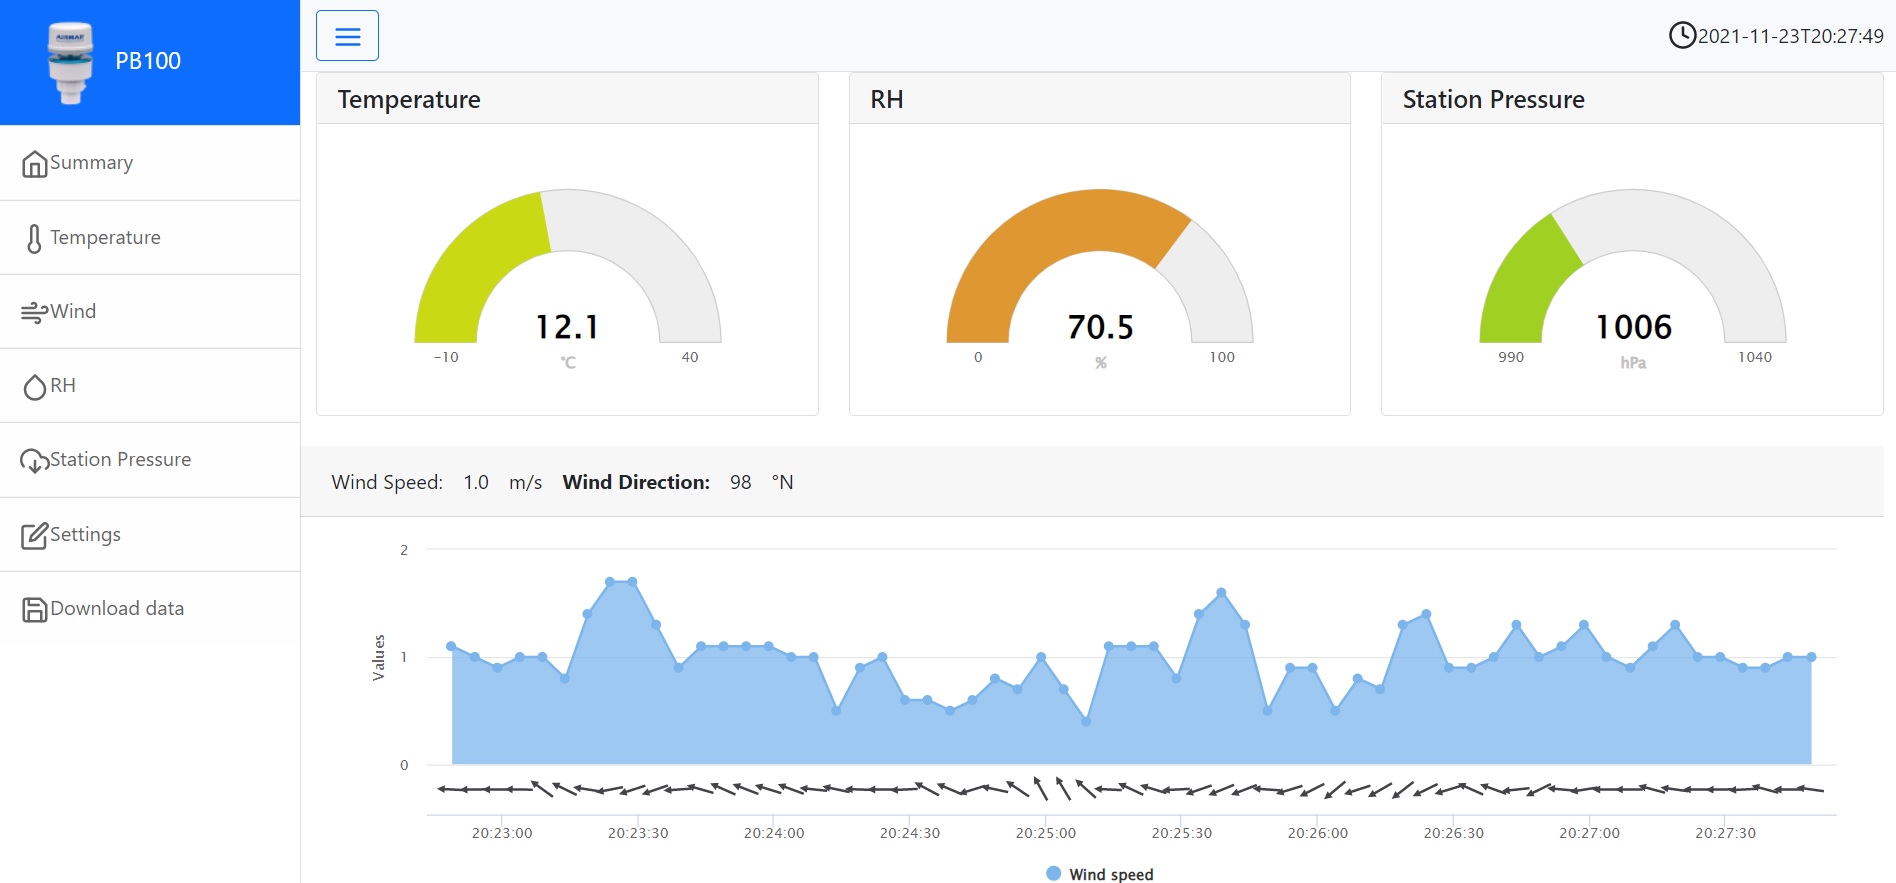 AIRMAR
PB100
2021-11-23T20:27:49
Summary
Temperature
Wind
RH
Station Pressure
Settings
Download data
Temperature
12.1
-10
°C
40
RH
70.5
0
%
100
Station Pressure
1006
990
hPa
1040
Wind Speed: 1.0 m/s Wind Direction: 98 °N
Values
2
1
0
20:23:00 20:23:30 20:24:00 20:24:30 20:25:00 20:25:30 20:26:00 20:26:30 20:27:00 20:27:30
Wind speed